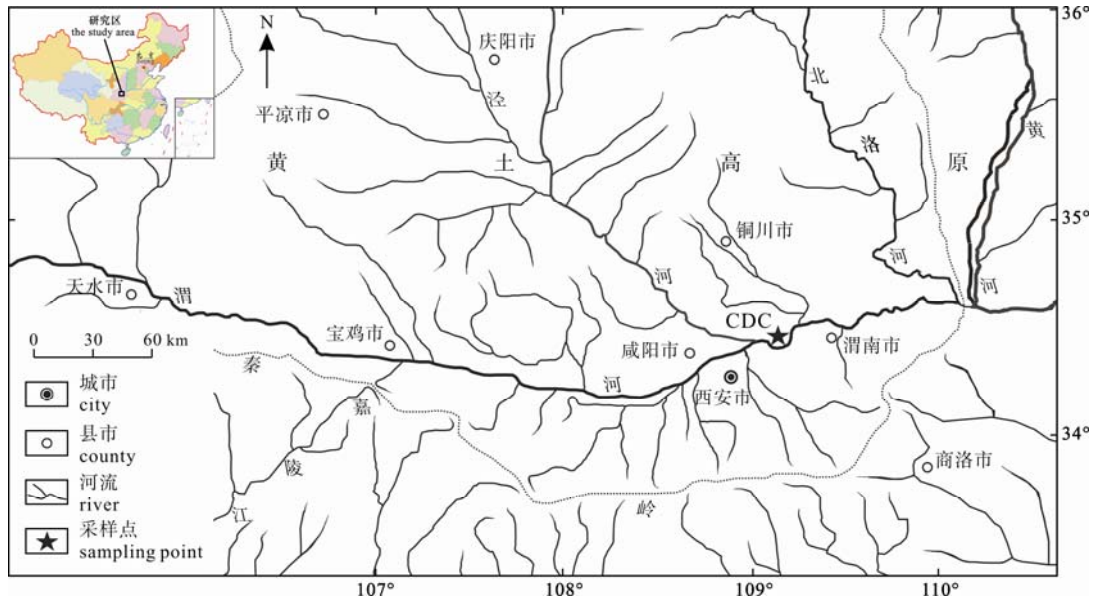 研究区
the study area
北京
Beijing
N
36°
庆阳市
泾
北
平凉市
洛
黄
黄
土
高
原
35°
铜川市
河
河
河
天水市
渭
CDC
0 30 60 km
宝鸡市
咸阳市
渭南市
秦
河
西安市
嘉
34°
城市
city
县市
county
陵
商洛市
河流
river
江
岭
采样点
sampling point
107°
108°
109°
110°